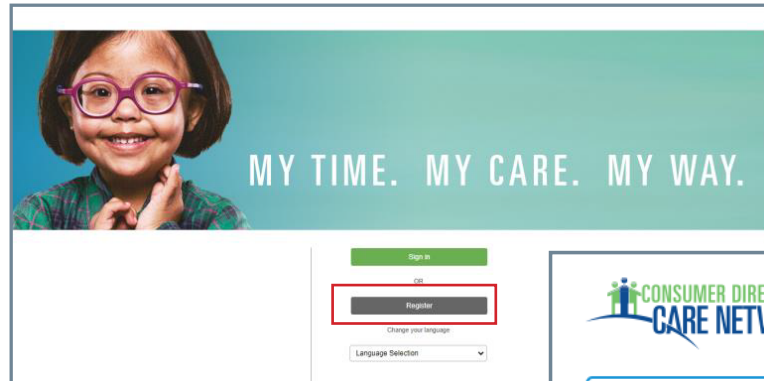 MY TIME. MY CARE. MY WAY.
Sign in
OR
Register
Change your language
Language Selection
CONSUMER DIRE
CARE NETW